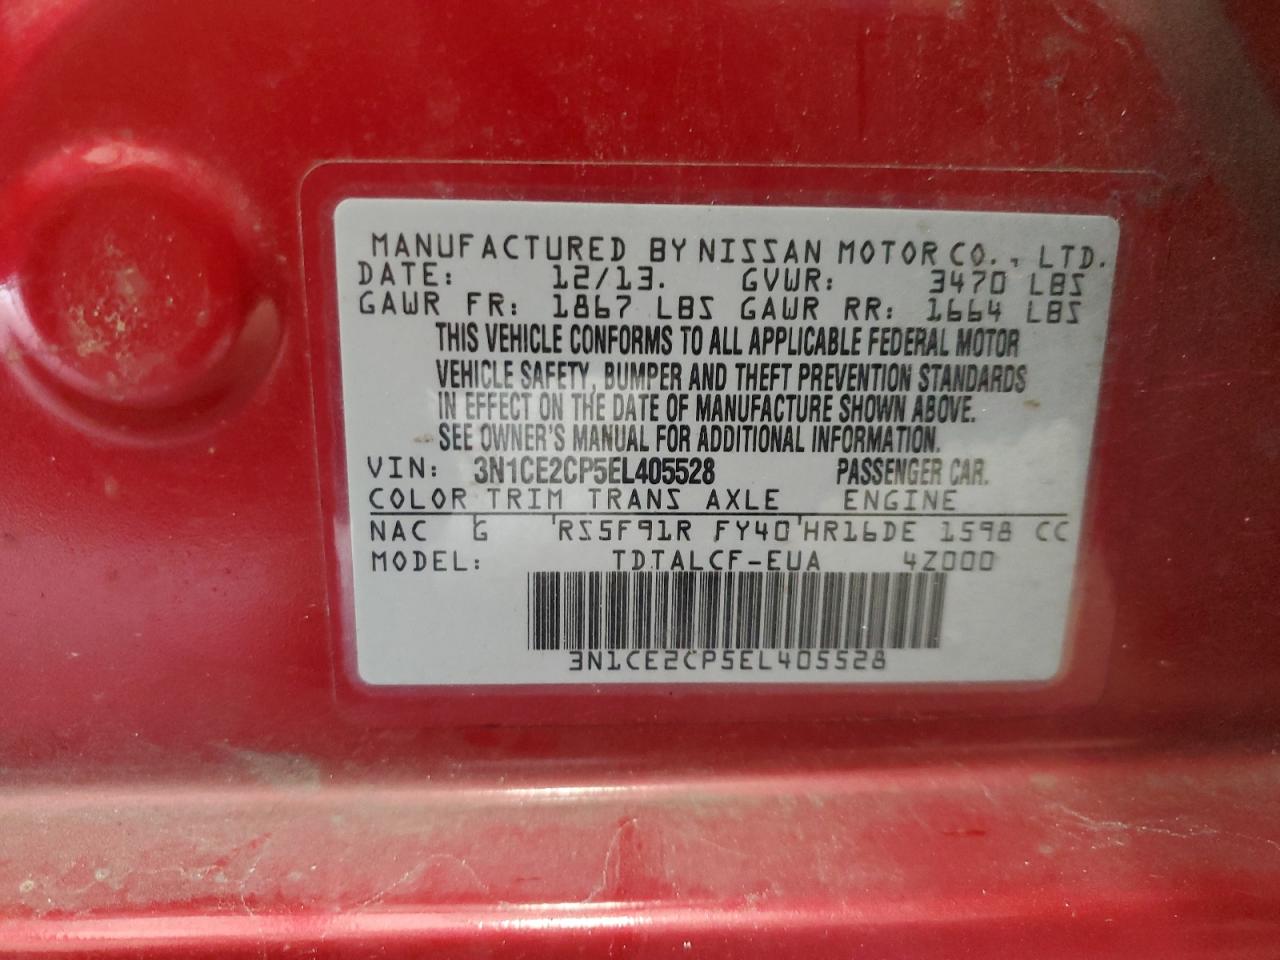 MANUFACTURED BY NISSAN MOTOR CO., LTD.
DATE: 12/13. GVWR: 3470 LBS
GAWR FR: 1867 LBS GAWR RR: 1664 LBS
THIS VEHICLE CONFORMS TO ALL APPLICABLE FEDERAL MOTOR
VEHICLE SAFETY, BUMPER AND THEFT PREVENTION STANDARDS
IN EFFECT ON THE DATE OF MANUFACTURE SHOWN ABOVE.
SEE OWNER'S MANUAL FOR ADDITIONAL INFORMATION.
VIN: 3N1CE2CP5EL405528 PASSENGER CAR.
COLOR TRIM TRANS AXLE ENGINE
NAC G RS5F91R FY40 HR16DE 1598 CC
MODEL: TDTALCF-EUA 4Z000
3N1CE2CP5EL405528